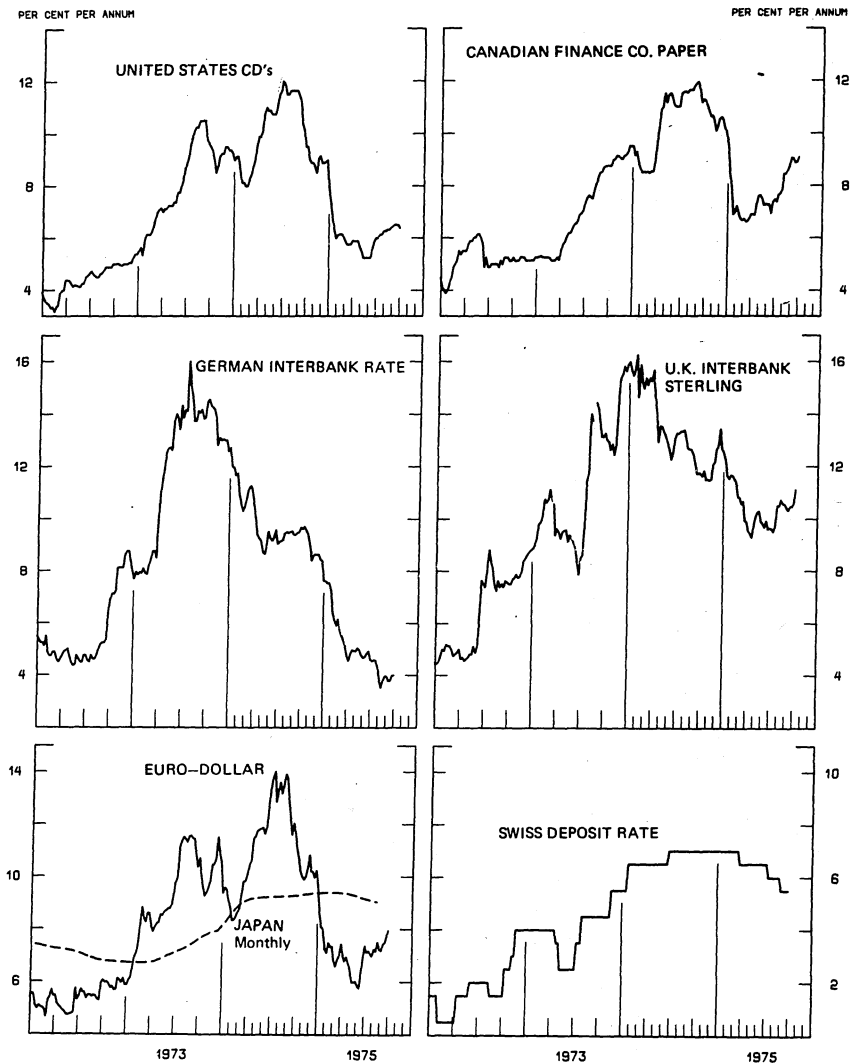 PER CENT PER ANNUM
PER CENT PER ANNUM
UNITED STATES CD's
12
8
4
CANADIAN FINANCE CO. PAPER
12
8
4
GERMAN INTERBANK RATE
16
12
8
4
U.K. INTERBANK
STERLING
16
12
8
4
EURO—DOLLAR
14
10
6
JAPAN
Monthly
1973
1975
SWISS DEPOSIT RATE
10
6
2
1973
1975